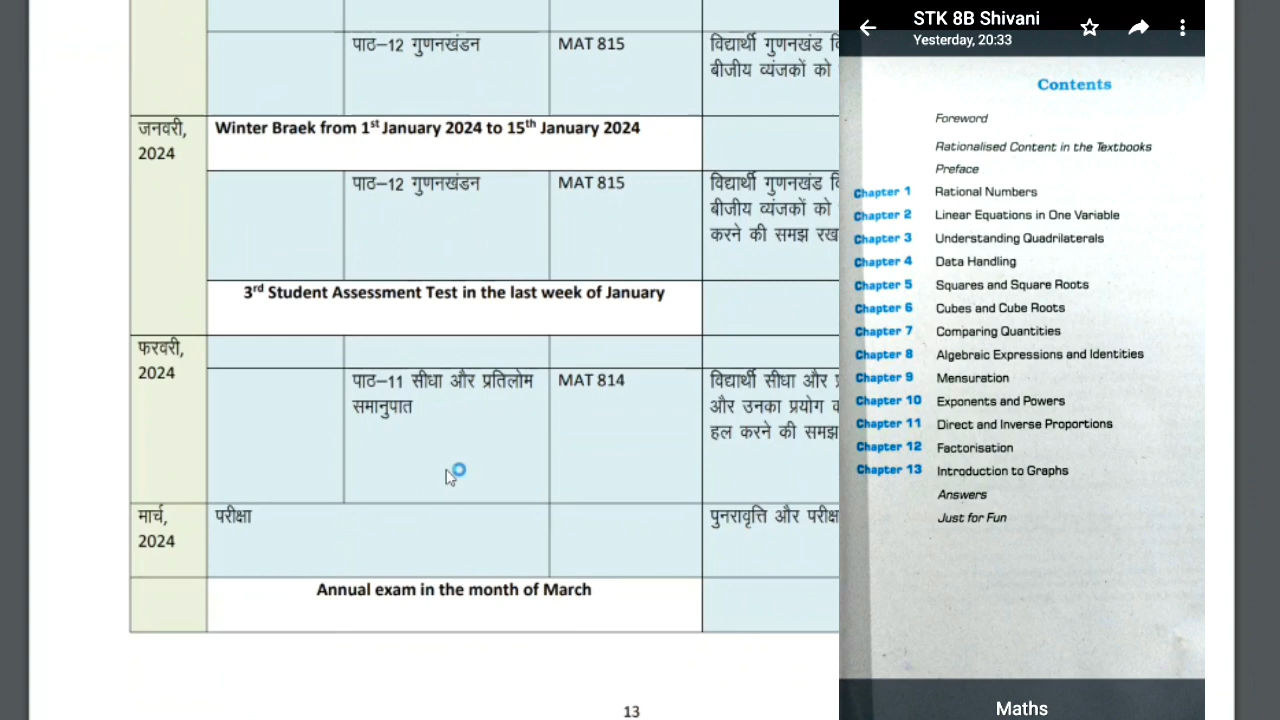 पाठ–12 गुणनखंडन
MAT 815
विद्यार्थी गुणनखंड
बीजीय व्यंजकों को
जनवरी,
2024
Winter Braek from 1st January 2024 to 15th January 2024
पाठ–12 गुणनखंडन
MAT 815
विद्यार्थी गुणनखंड
बीजीय व्यंजकों को
करने की समझ रख
3rd Student Assessment Test in the last week of January
फरवरी,
2024
पाठ–11 सीधा और प्रतिलोम
समानुपात
MAT 814
विद्यार्थी सीधा और
और उनका प्रयोग
हल करने की समझ
मार्च,
2024
परीक्षा
पुनरावृत्ति और परीक्ष
Annual exam in the month of March
13
STK 8B Shivani
Yesterday, 20:33
Contents
Foreword
Rationalised Content in the Textbooks
Preface
Chapter 1 Rational Numbers
Chapter 2 Linear Equations in One Variable
Chapter 3 Understanding Quadrilaterals
Chapter 4 Data Handling
Chapter 5 Squares and Square Roots
Chapter 6 Cubes and Cube Roots
Chapter 7 Comparing Quantities
Chapter 8 Algebraic Expressions and Identities
Chapter 9 Mensuration
Chapter 10 Exponents and Powers
Chapter 11 Direct and Inverse Proportions
Chapter 12 Factorisation
Chapter 13 Introduction to Graphs
Answers
Just for Fun
Maths